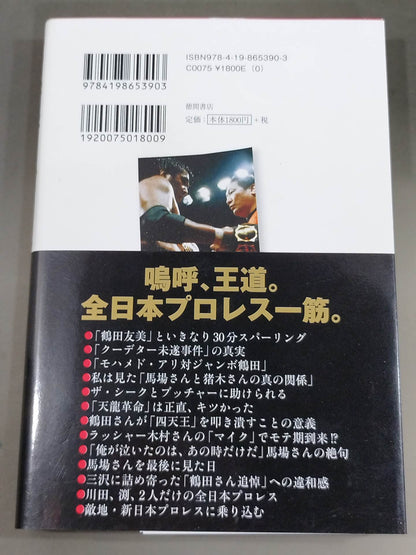 ISBN978-4-19-865390-3
C0075 ¥1800E (0)
9784198653903
徳間書店
定価：本体1800円＋税
1920075018009
嗚呼、王道。
全日本プロレス一筋。
●「鶴田友美」といきなり30分スパーリング
●「クーデター未遂事件」の真実
●「モハメド・アリ対ジャンボ鶴田」
●私は見た「馬場さんと猪木さんの真の関係」
●ザ・シークとブッチャーに助けられる
●「天龍革命」は正直、キツかった
●鶴田さんが「四天王」を叩き潰すことの意義
●ラッシャー木村さんの「マイク」でモテ期到来!?
●「俺が泣いたのは、あの時だけだ」馬場さんの絶句
●馬場さんを最後に見た日
●三沢に詰め寄った「鶴田さん追悼」への違和感
●川田、渕、2人だけの全日本プロレス
●敵地・新日本プロレスに乗り込む